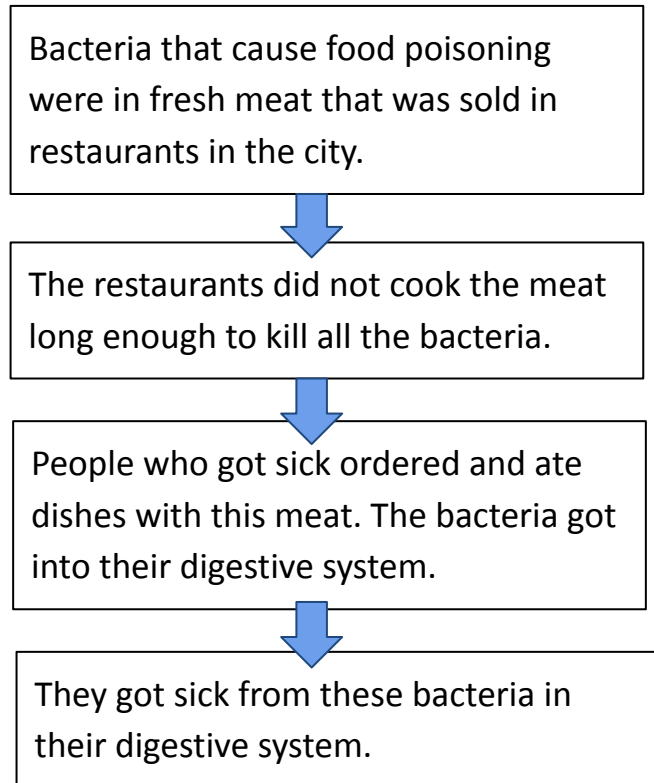 Bacteria that cause food poisoning
were in fresh meat that was sold in
restaurants in the city.
The restaurants did not cook the meat
long enough to kill all the bacteria.
People who got sick ordered and ate
dishes with this meat. The bacteria got
into their digestive system.
They got sick from these bacteria in
their digestive system.